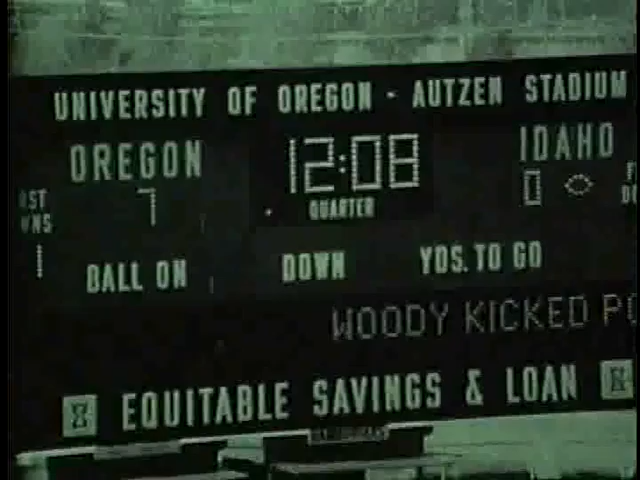 UNIVERSITY OF OREGON - AUTZEN STADIUM
OREGON 12:08 IDAHO
7 QUARTER 0
1
BALL ON DOWN YDS. TO GO
WOODY KICKED
EQUITABLE SAVINGS & LOAN